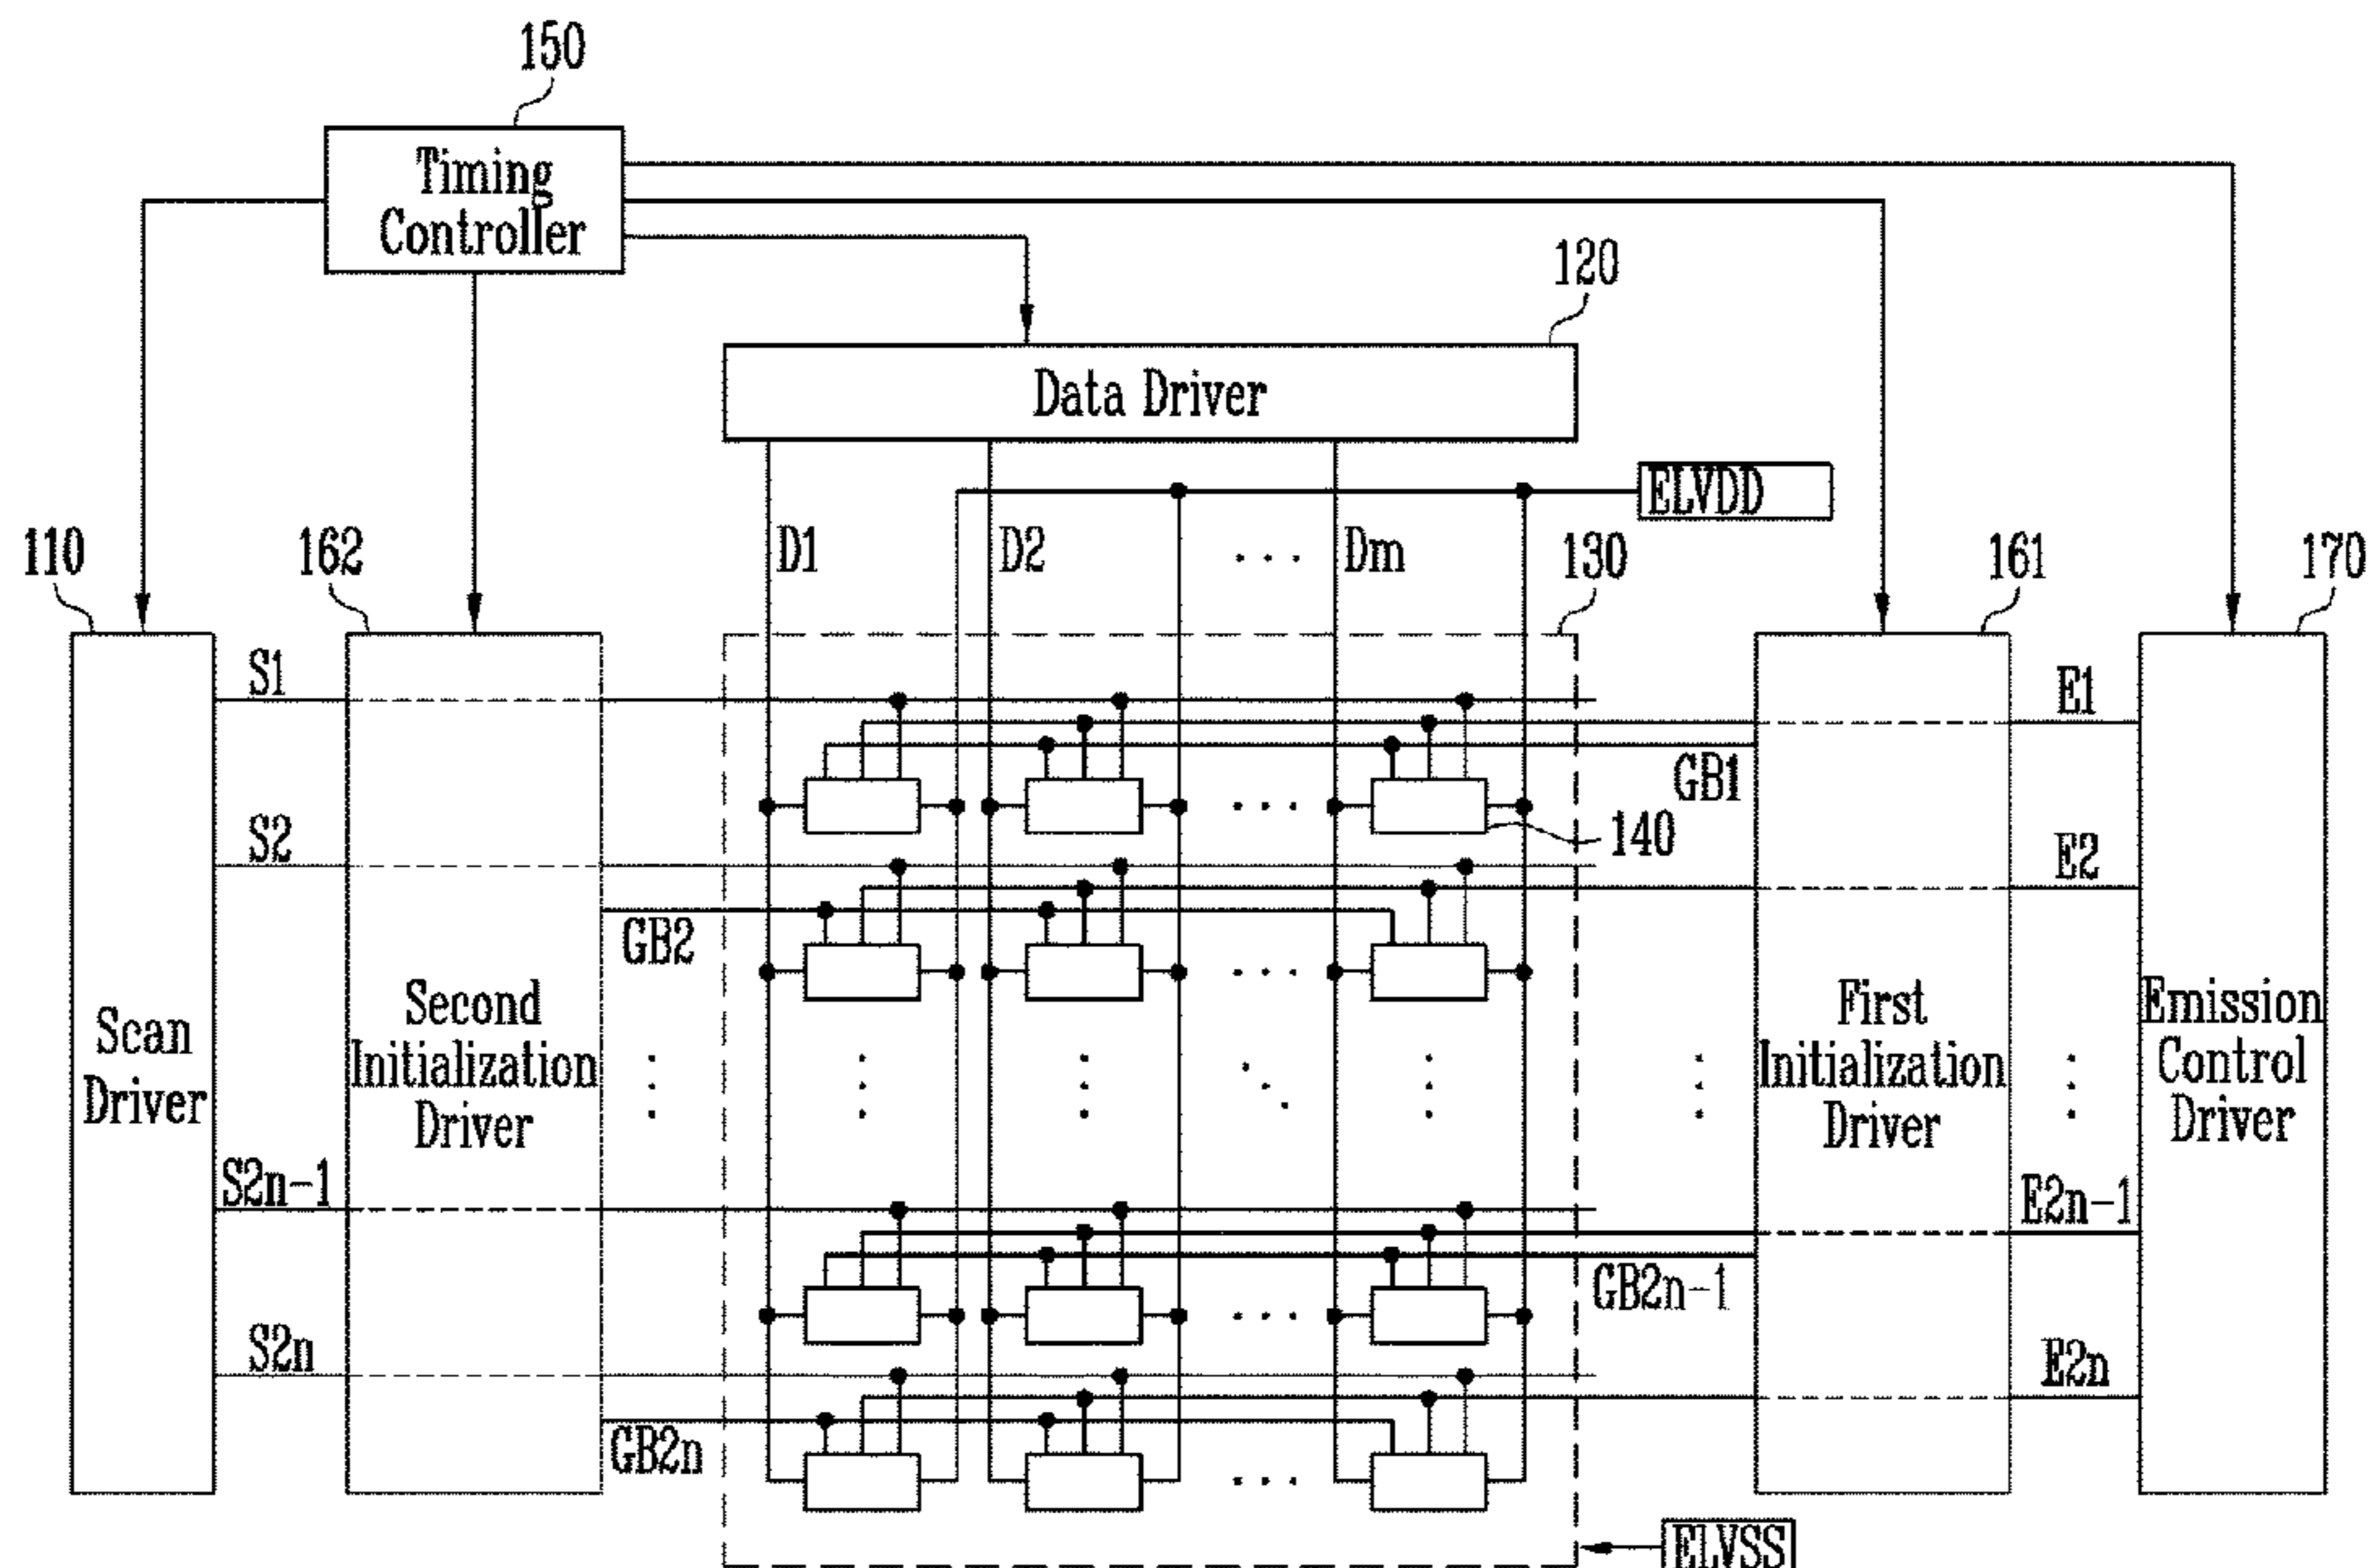 150
Timing
Controller
120
Data Driver
ELVDD
110
162
D1
D2
Dm
130
161
170
S1
E1
GB1
S2
140
E2
GB2
Scan
Driver
Second
Initialization
Driver
First
Initialization
Driver
Emission
Control
Driver
S2n-1
E2n-1
GB2n-1
S2n
E2n
GB2n
ELVSS